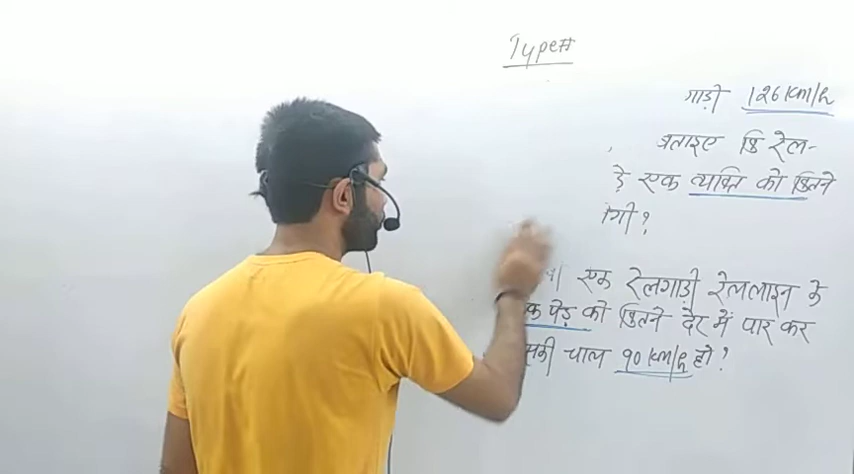 Type
गाड़ी 126 km/h
बताइए कि रेल-
एक व्यक्ति को कितने
गी?
एक रेलगाड़ी रेललाइन के
क पेड़ को कितने देर में पार कर
सकी चाल 90 km/h हो?